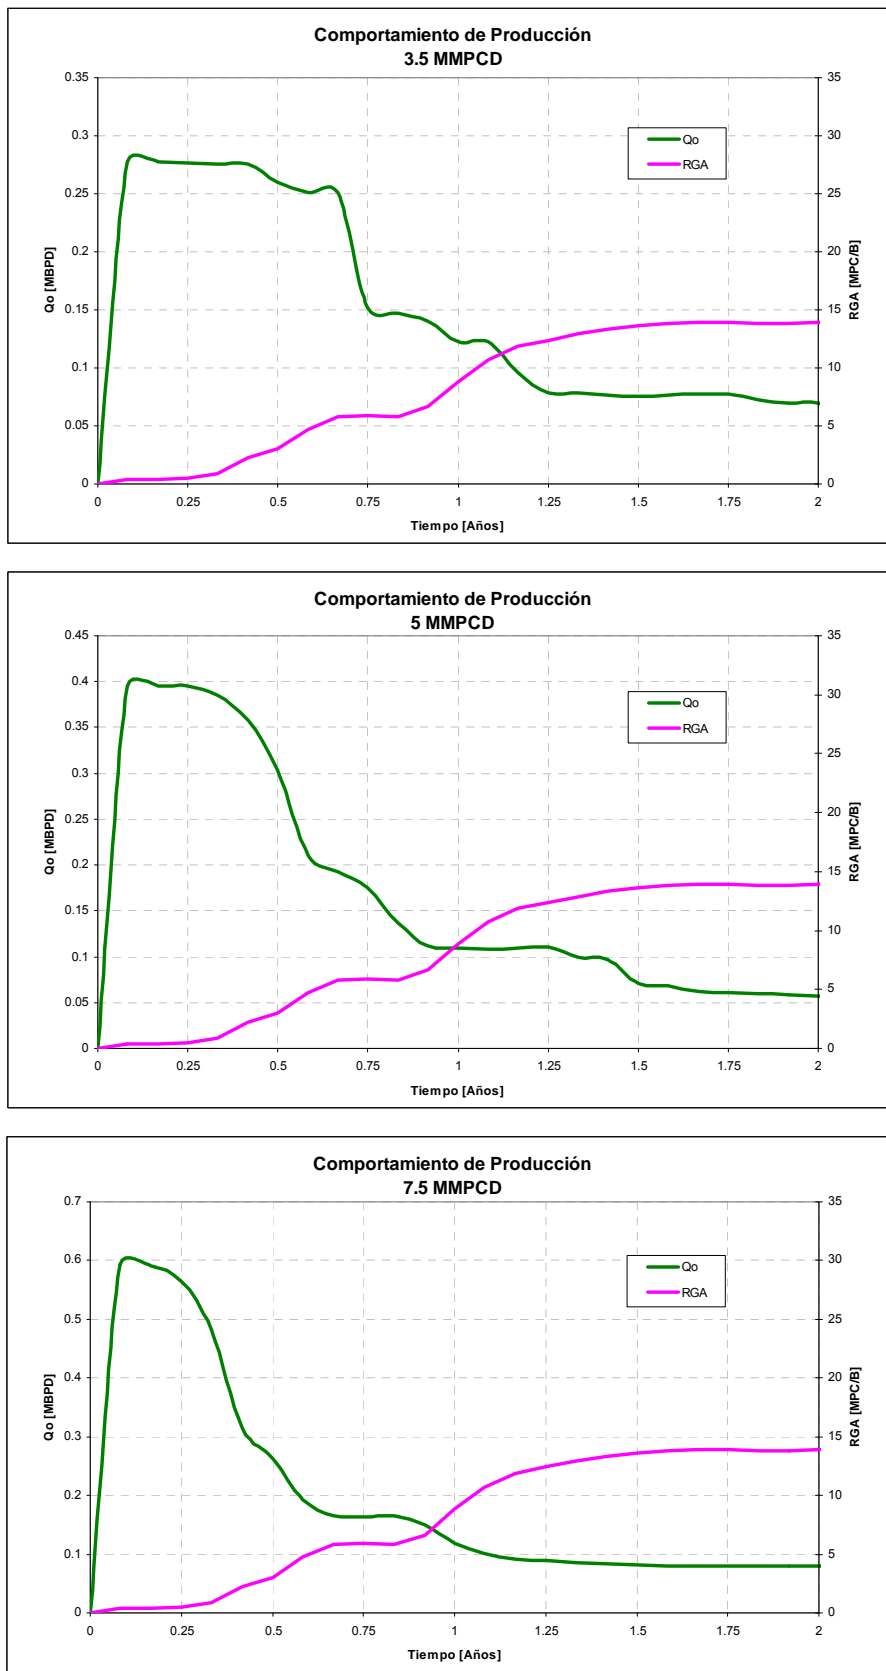 Comportamiento de Producción
3.5 MMPCD
0.35
0.3
0.25
0.2
0.15
0.1
0.05
0
Qo [MBPD]
35
30
25
20
15
10
5
0
RGA [MPC/B]
Qo
RGA
0 0.25 0.5 0.75 1 1.25 1.5 1.75 2
Tiempo [Años]
Comportamiento de Producción
5 MMPCD
0.45
0.4
0.35
0.3
0.25
0.2
0.15
0.1
0.05
0
Qo [MBPD]
35
30
25
20
15
10
5
0
RGA [MPC/B]
Qo
RGA
0 0.25 0.5 0.75 1 1.25 1.5 1.75 2
Tiempo [Años]
Comportamiento de Producción
7.5 MMPCD
0.7
0.6
0.5
0.4
0.3
0.2
0.1
0
Qo [MBPD]
35
30
25
20
15
10
5
0
RGA [MPC/B]
Qo
RGA
0 0.25 0.5 0.75 1 1.25 1.5 1.75 2
Tiempo [Años]